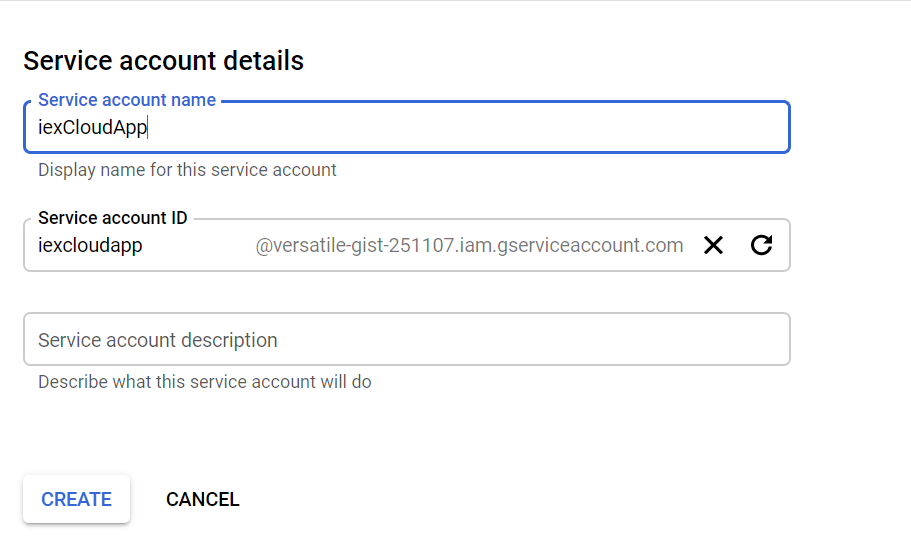 Service account details
Service account name
iexCloudApp
Display name for this service account
Service account ID
iexcloudapp @versatile-gist-251107.iam.gserviceaccount.com
Service account description
Describe what this service account will do
CREATE CANCEL